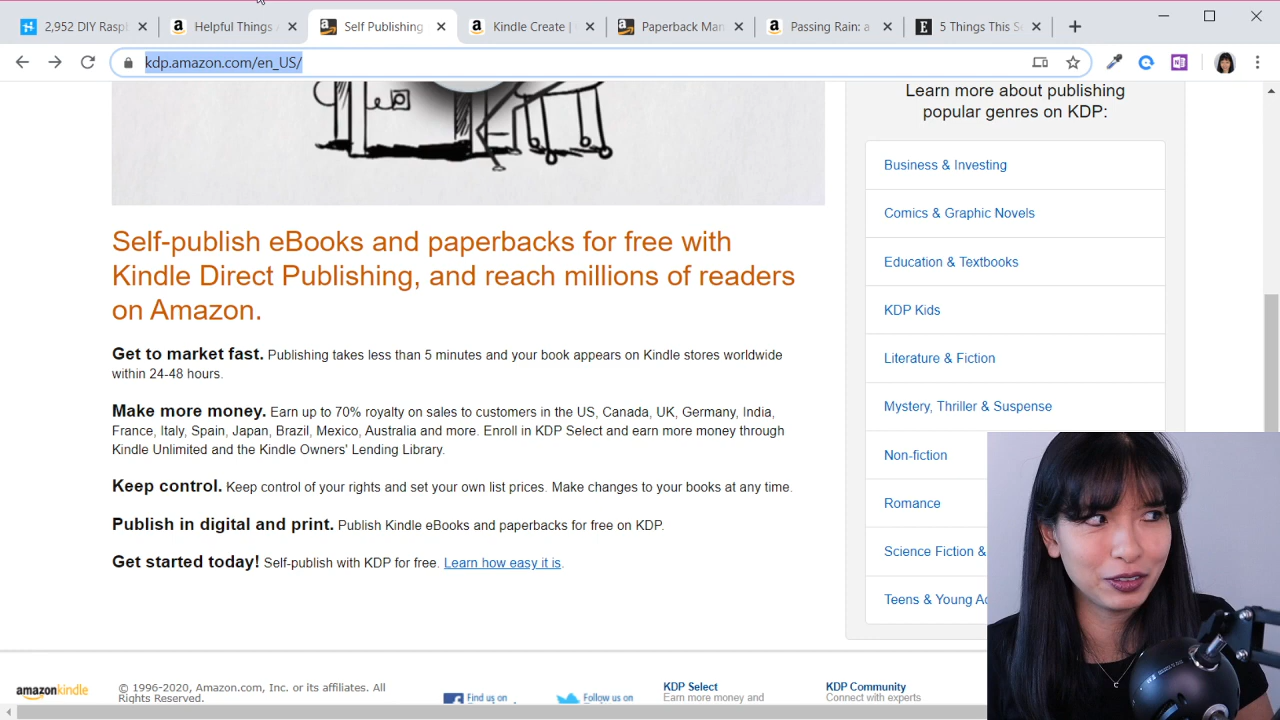 2,952 DIY Raspl
Helpful Things
Self Publishing
Kindle Create |
Paperback Man
Passing Rain: a
5 Things This S
kdp.amazon.com/en_US/
Learn more about publishing
popular genres on KDP:
Business & Investing
Comics & Graphic Novels
Education & Textbooks
KDP Kids
Literature & Fiction
Mystery, Thriller & Suspense
Non-fiction
Romance
Science Fiction &
Teens & Young Ad
Self-publish eBooks and paperbacks for free with
Kindle Direct Publishing, and reach millions of readers
on Amazon.
Get to market fast. Publishing takes less than 5 minutes and your book appears on Kindle stores worldwide
within 24-48 hours.
Make more money. Earn up to 70% royalty on sales to customers in the US, Canada, UK, Germany, India,
France, Italy, Spain, Japan, Brazil, Mexico, Australia and more. Enroll in KDP Select and earn more money through
Kindle Unlimited and the Kindle Owners' Lending Library.
Keep control. Keep control of your rights and set your own list prices. Make changes to your books at any time.
Publish in digital and print. Publish Kindle eBooks and paperbacks for free on KDP.
Get started today! Self-publish with KDP for free. Learn how easy it is.
amazonkindle
© 1996-2020, Amazon.com, Inc. or its affiliates. All
Rights Reserved.
Find us on
Follow us on
KDP Select
Earn more money and
KDP Community
Connect with experts